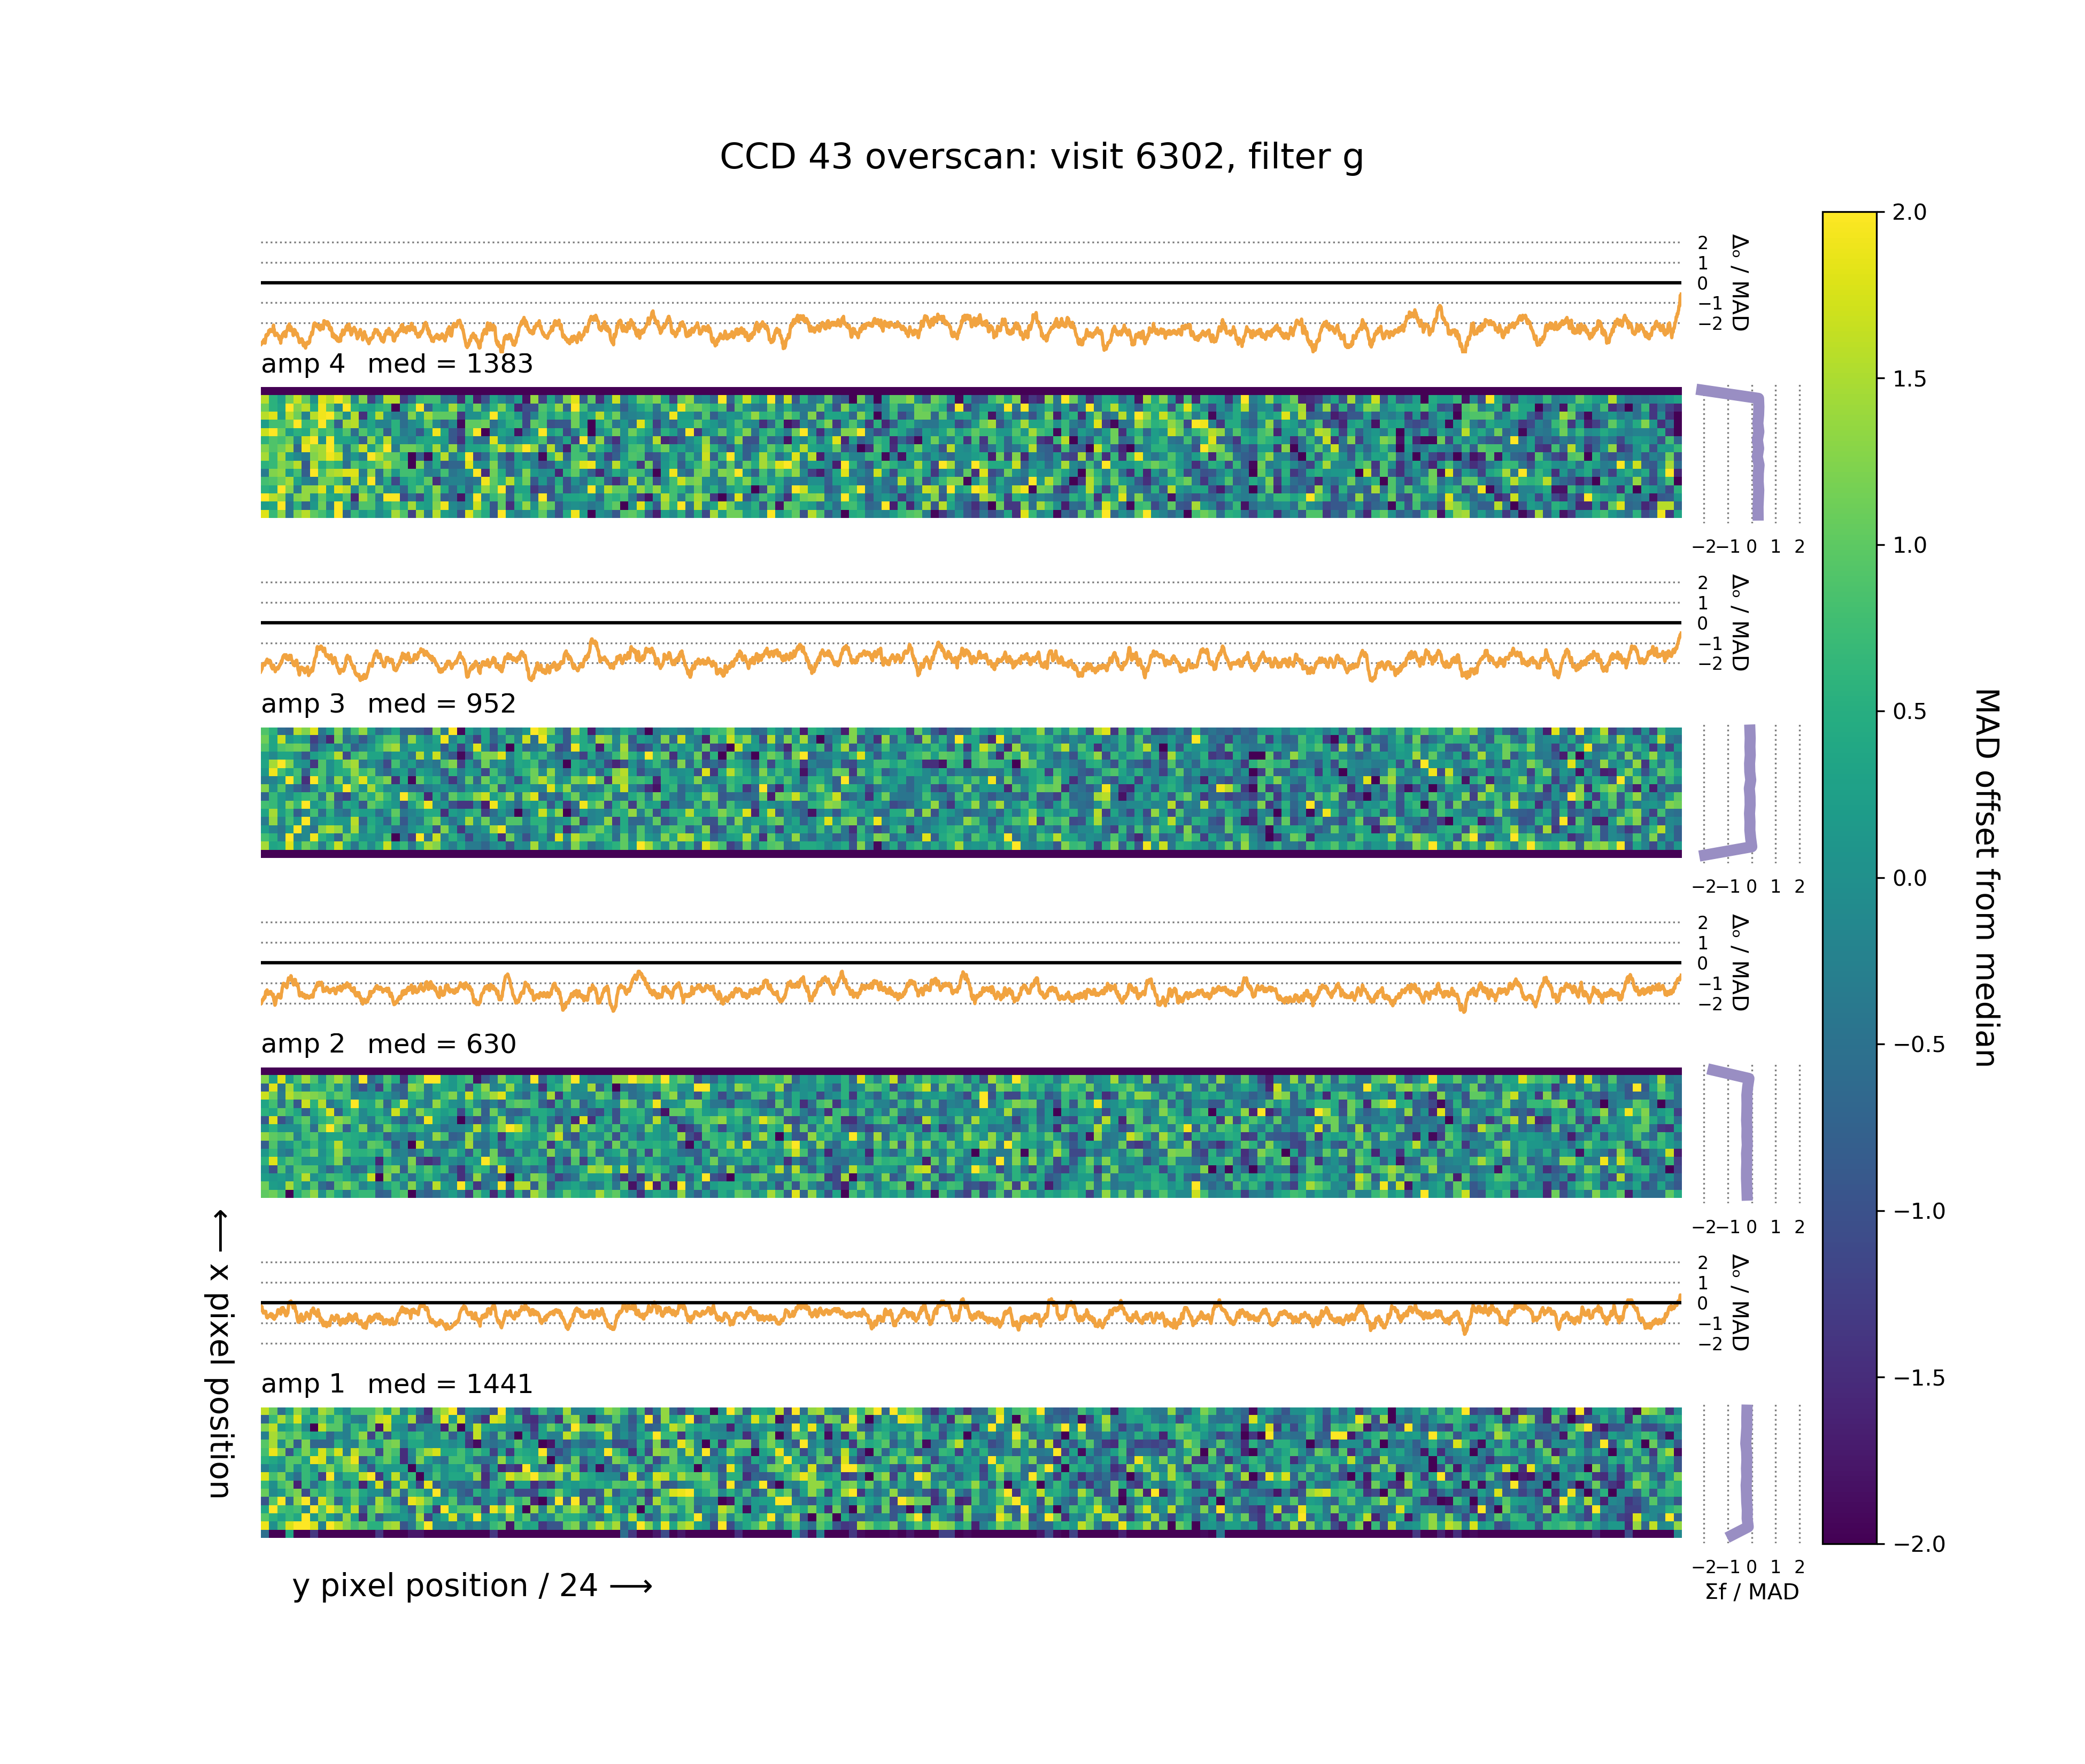 CCD 43 overscan: visit 6302, filter g
2
1
0
−1
−2
Δₒ / MAD
amp 4 med = 1383
−2 −1 0 1 2
2
1
0
−1
−2
Δₒ / MAD
amp 3 med = 952
−2 −1 0 1 2
2
1
0
−1
−2
Δₒ / MAD
amp 2 med = 630
−2 −1 0 1 2
2
1
0
−1
−2
Δₒ / MAD
amp 1 med = 1441
−2 −1 0 1 2
Σf / MAD
y pixel position / 24 ⟶
⟵ x pixel position
2.0
1.5
1.0
0.5
0.0
−0.5
−1.0
−1.5
−2.0
MAD offset from median